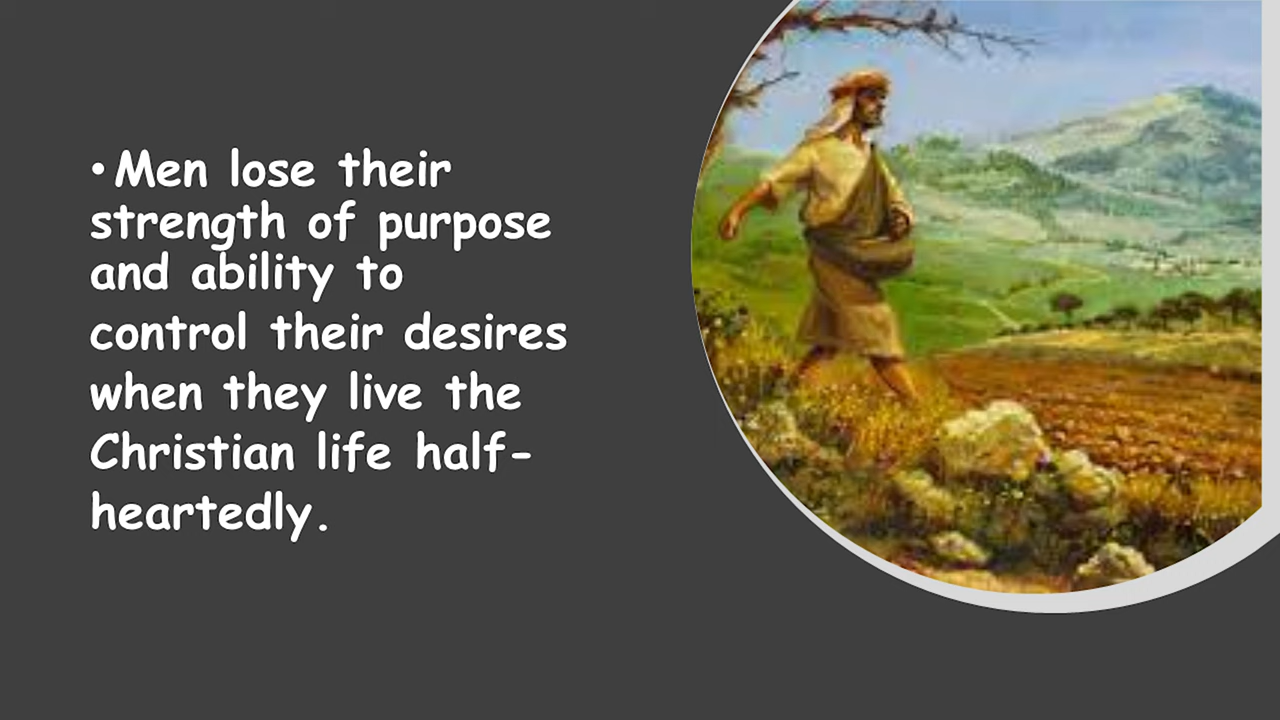 •Men lose their
strength of purpose
and ability to
control their desires
when they live the
Christian life half-
heartedly.